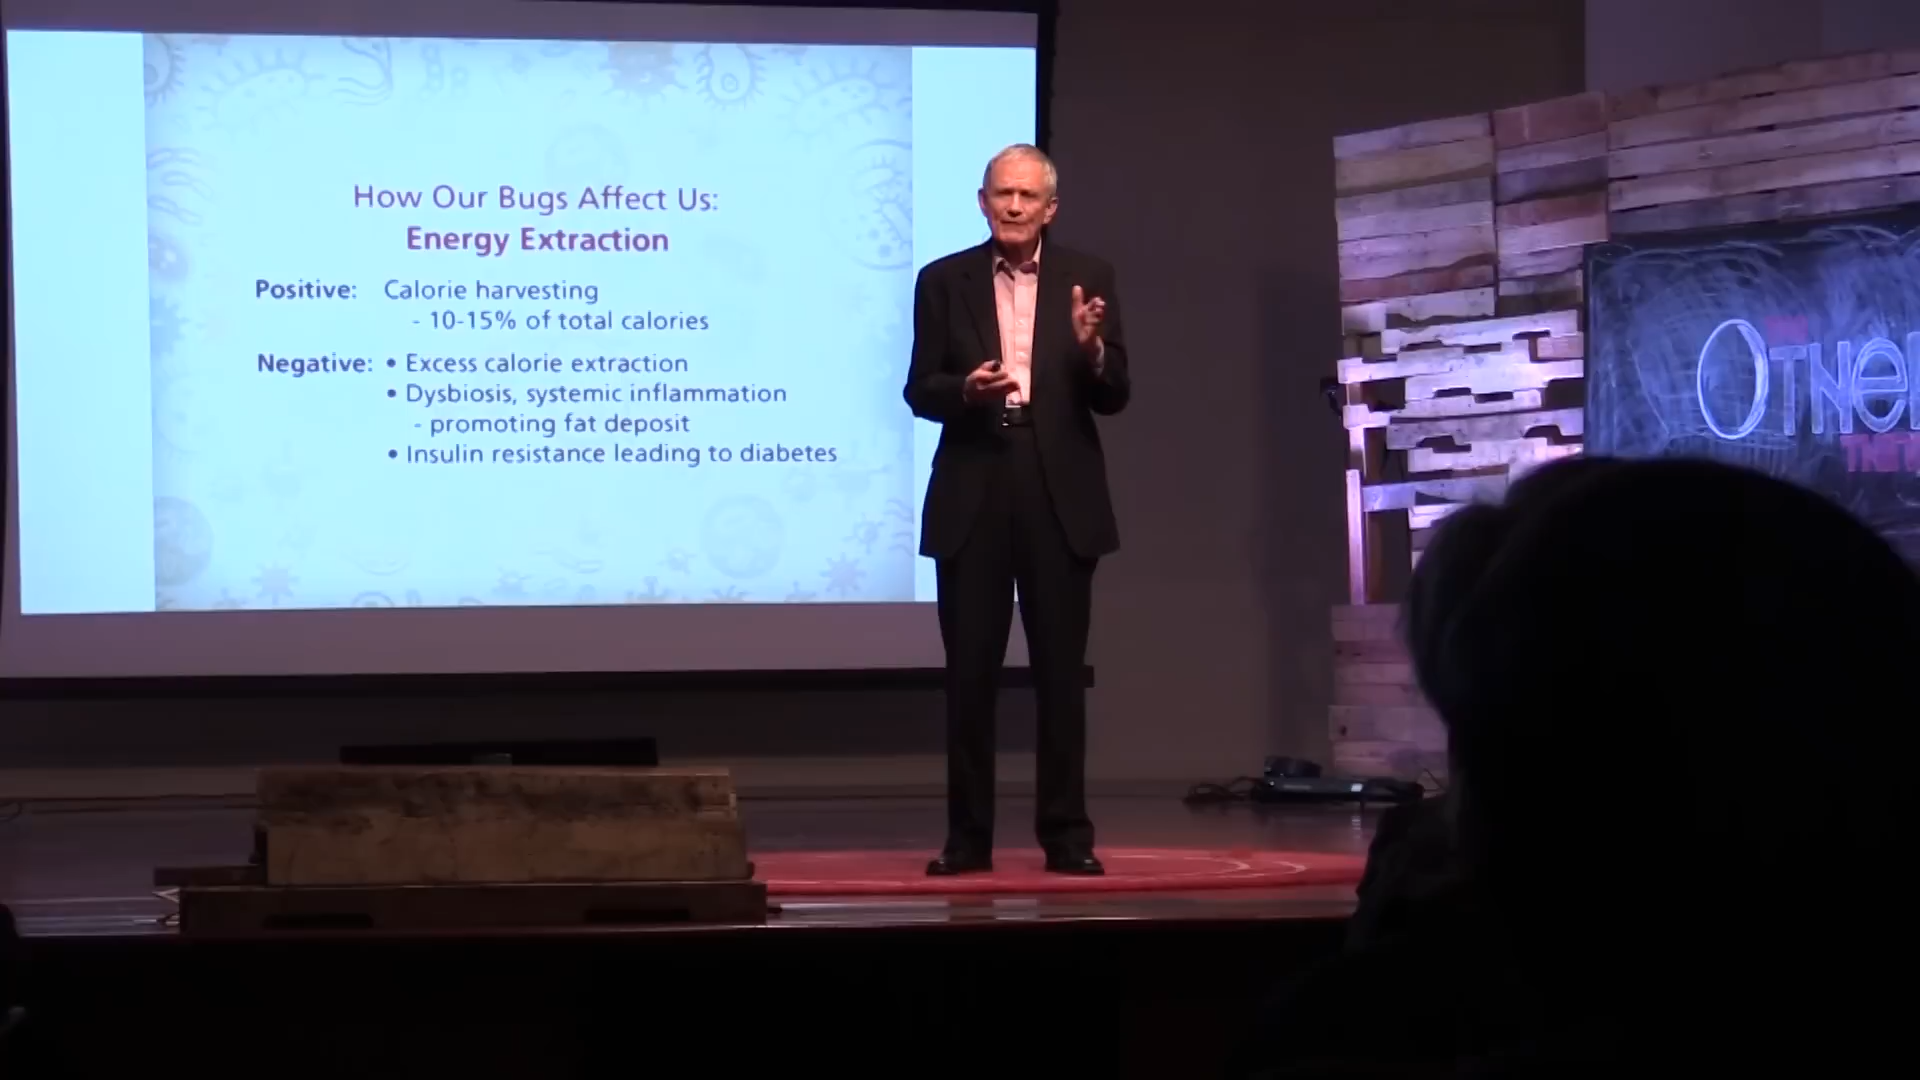 How Our Bugs Affect Us:
Energy Extraction
Positive: Calorie harvesting
- 10-15% of total calories
Negative: • Excess calorie extraction
• Dysbiosis, systemic inflammation
- promoting fat deposit
• Insulin resistance leading to diabetes